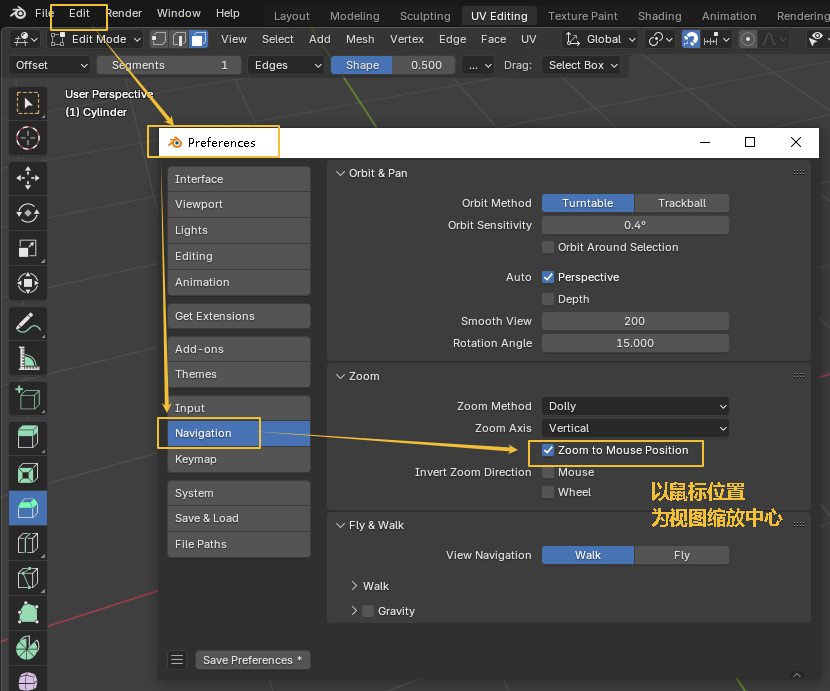 File Edit Render Window Help Layout Modeling Sculpting UV Editing Texture Paint Shading Animation Rendering
Edit Mode View Select Add Mesh Vertex Edge Face UV Global
Offset Segments 1 Edges Shape 0.500 ... Drag: Select Box
User Perspective
(1) Cylinder
Preferences
Interface
Viewport
Lights
Editing
Animation
Get Extensions
Add-ons
Themes
Input
Navigation
Keymap
System
Save & Load
File Paths
Save Preferences *
Orbit & Pan
Orbit Method Turntable Trackball
Orbit Sensitivity 0.4°
Orbit Around Selection
Auto Perspective
Depth
Smooth View 200
Rotation Angle 15.000
Zoom
Zoom Method Dolly
Zoom Axis Vertical
Zoom to Mouse Position
Invert Zoom Direction Mouse
Wheel
以鼠标位置
为视图缩放中心
Fly & Walk
View Navigation Walk Fly
Walk
Gravity